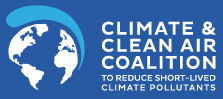 CLIMATE &
CLEAN AIR
COALITION
TO REDUCE SHORT-LIVED
CLIMATE POLLUTANTS